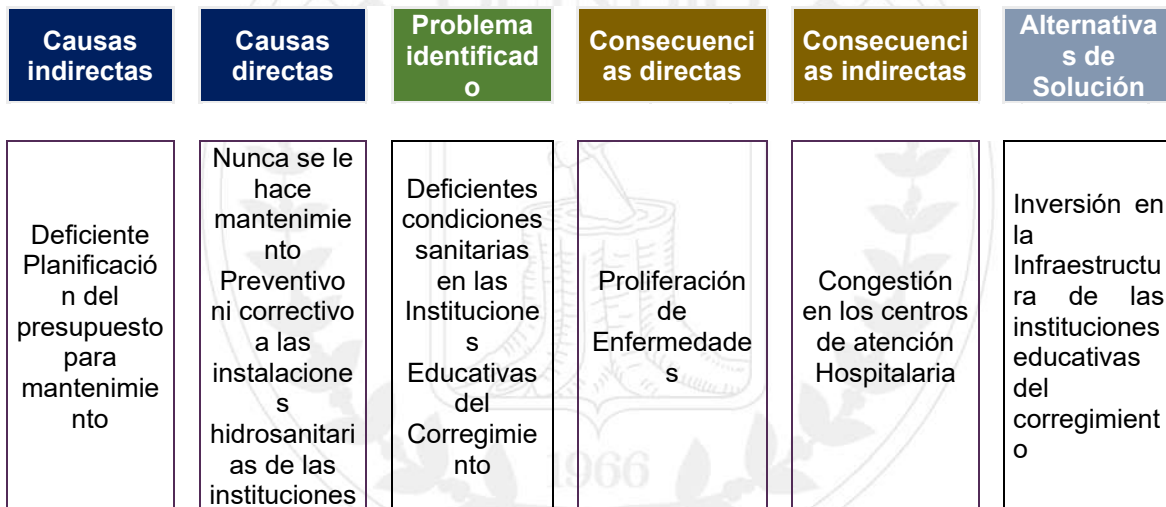 Causas
indirectas
Causas
directas
Problema
identificad
o
Consecuenci
as directas
Consecuenci
as indirectas
Alternativa
s de
Solución
Deficiente
Planificació
n del
presupuesto
para
mantenimie
nto
Nunca se le
hace
mantenimie
nto
Preventivo
ni correctivo
a las
instalacione
s
hidrosanitari
as de las
instituciones
Deficientes
condiciones
sanitarias
en las
Institucione
s
Educativas
del
Corregimie
nto
Proliferación
de
Enfermedade
s
Congestión
en los centros
de atención
Hospitalaria
Inversión en
la
Infraestructu
ra de las
instituciones
educativas
del
corregimient
o
1966